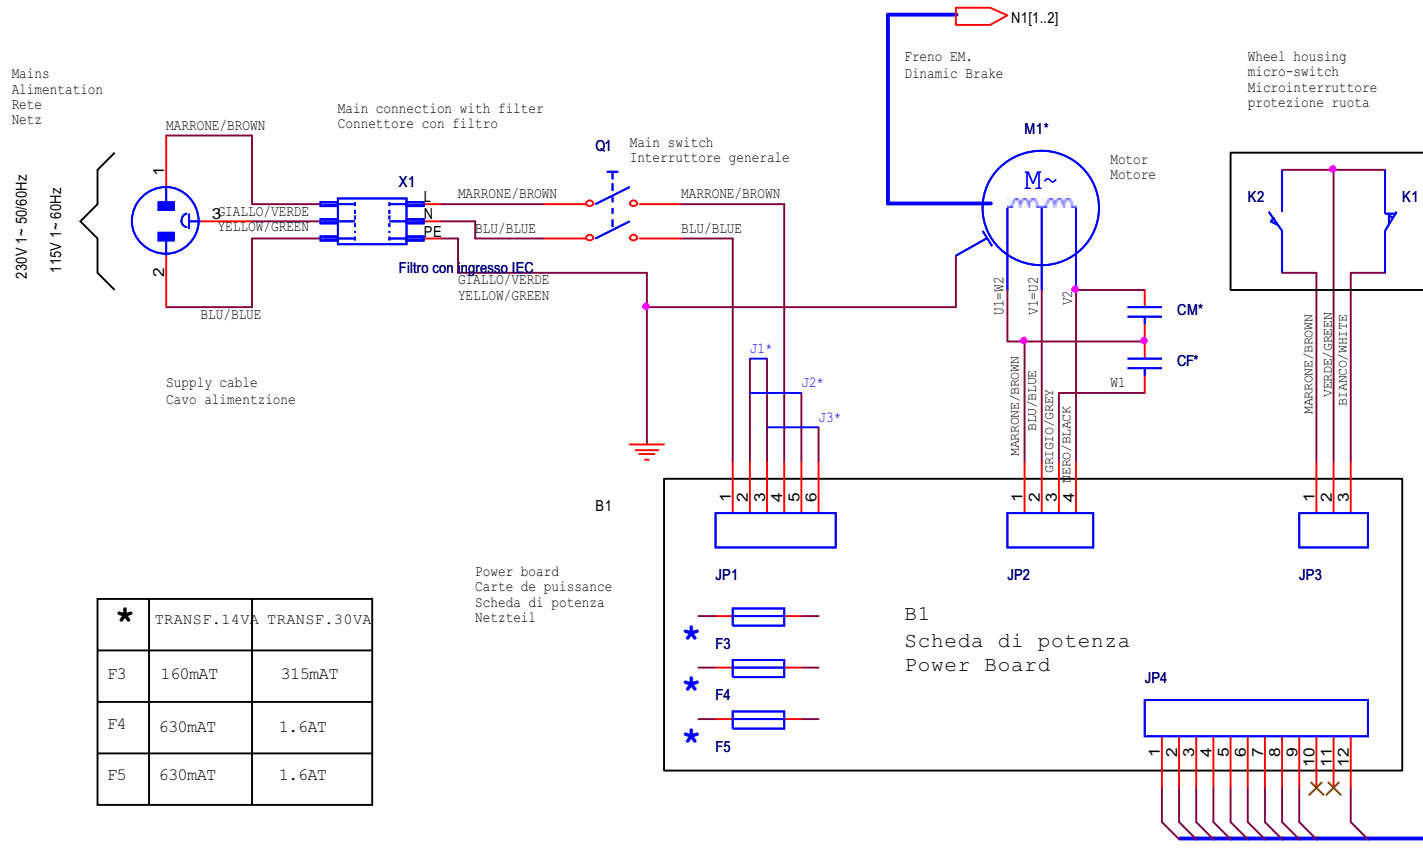 N1[1..2]
Mains
Alimentation
Rete
Netz
230V 1~ 50/60Hz
115V 1~ 60Hz
MARRONE/BROWN
1
3
2
GIALLO/VERDE
YELLOW/GREEN
BLU/BLUE
Supply cable
Cavo alimentzione
Main connection with filter
Connettore con filtro
X1
L
N
PE
Filtro con ingresso IEC
MARRONE/BROWN
BLU/BLUE
GIALLO/VERDE
YELLOW/GREEN
Q1
Main switch
Interruttore generale
MARRONE/BROWN
BLU/BLUE
J1*
J2*
J3*
Freno EM.
Dinamic Brake
M1*
M~
Motor
Motore
U1=W2
V1=U2
V2
CM*
CF*
W1
MARRONE/BROWN
BLU/BLUE
GRIGIO/GREY
NERO/BLACK
Wheel housing
micro-switch
Microinterruttore
protezione ruota
K2
K1
MARRONE/BROWN
VERDE/GREEN
BIANCO/WHITE
B1
1 2 3 4 5 6
JP1
1 2 3 4
JP2
1 2 3
JP3
Power board
Carte de puissance
Scheda di potenza
Netzteil
* F3
* F4
* F5
B1
Scheda di potenza
Power Board
JP4
1 2 3 4 5 6 7 8 9 10 11 12
* TRANSF.14VA TRANSF.30VA
F3 160mAT 315mAT
F4 630mAT 1.6AT
F5 630mAT 1.6AT